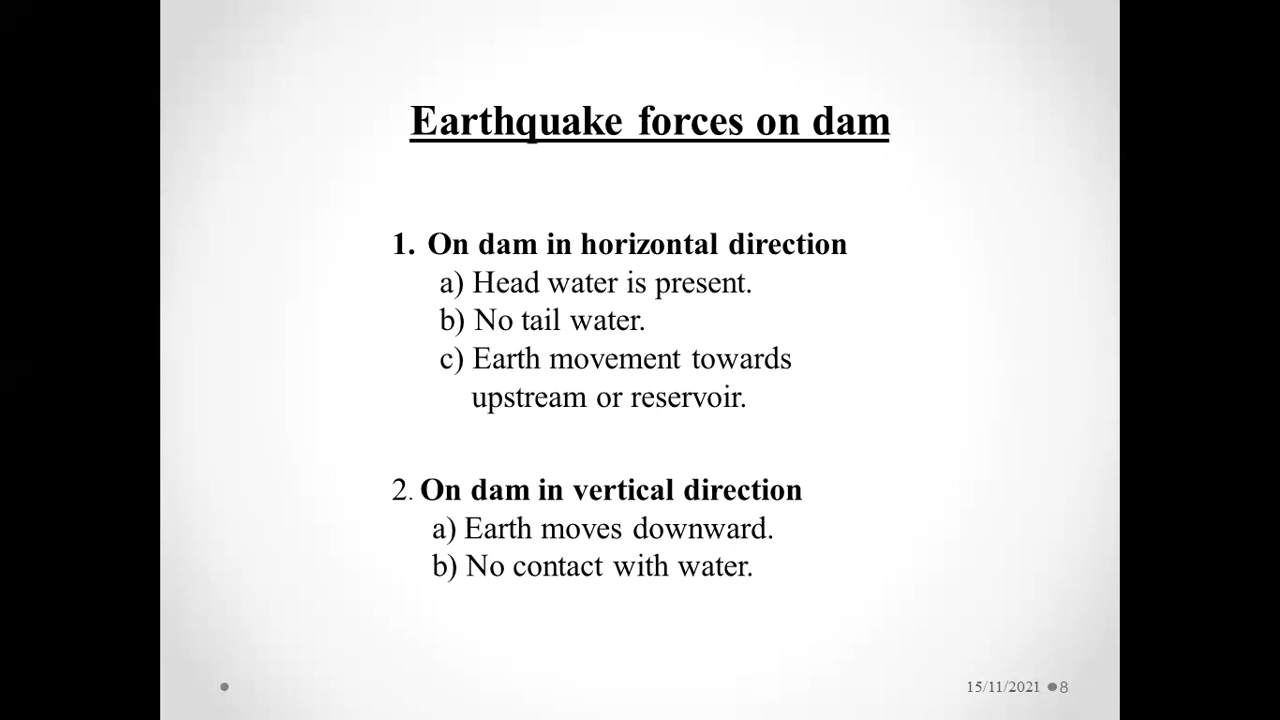 Earthquake forces on dam
1. On dam in horizontal direction
a) Head water is present.
b) No tail water.
c) Earth movement towards
upstream or reservoir.
2. On dam in vertical direction
a) Earth moves downward.
b) No contact with water.
15/11/2021 8